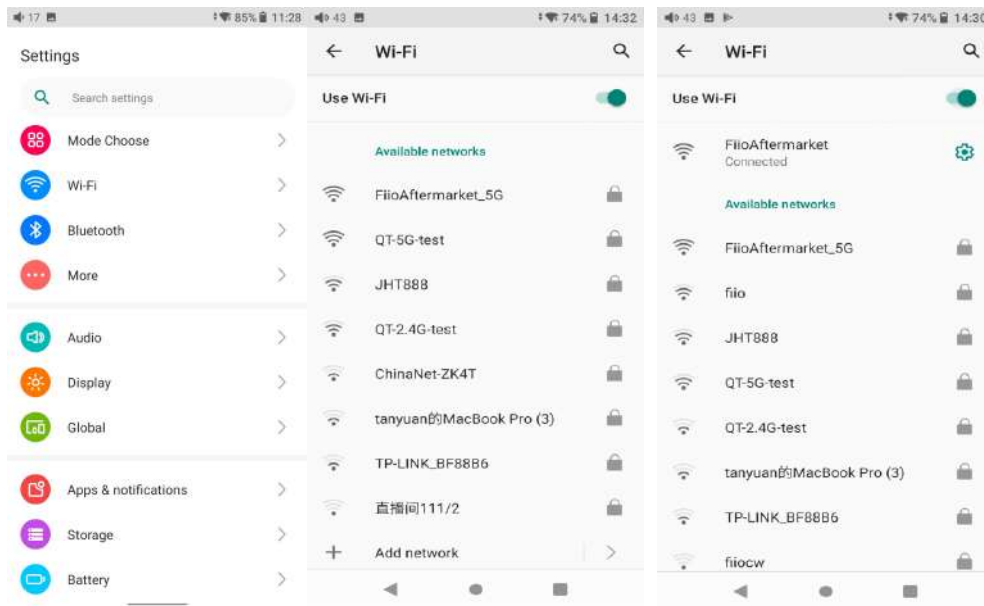 17
85% 11:28
Settings
Search settings
Mode Choose
Wi-Fi
Bluetooth
More
Audio
Display
Global
Apps & notifications
Storage
Battery
43
74% 14:32
Wi-Fi
Use Wi-Fi
Available networks
FiioAftermarket_5G
QT-5G-test
JHT888
QT-2.4G-test
ChinaNet-ZK4T
tanyuan的MacBook Pro (3)
TP-LINK_BF88B6
直播间111/2
Add network
43
74% 14:30
Wi-Fi
Use Wi-Fi
FiioAftermarket
Connected
Available networks
FiioAftermarket_5G
fiio
JHT888
QT-5G-test
QT-2.4G-test
tanyuan的MacBook Pro (3)
TP-LINK_BF88B6
fiiocw